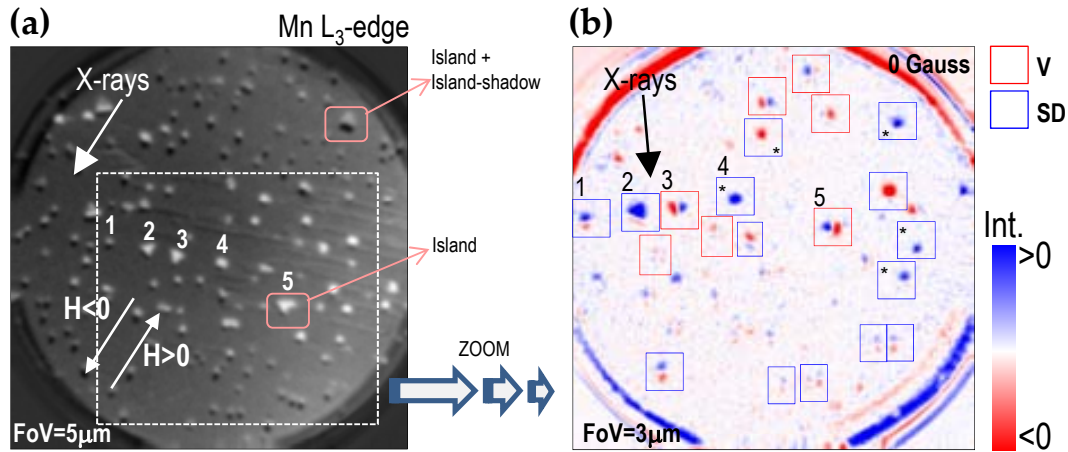 (a)
Mn L3-edge
Island +
Island-shadow
X-rays
1
2
3
4
Island
5
H<0
H>0
ZOOM
FoV=5μm
(b)
0 Gauss
V
SD
X-rays
*
*
1
2
3
4
*
5
*
*
Int.
>0
<0
FoV=3μm